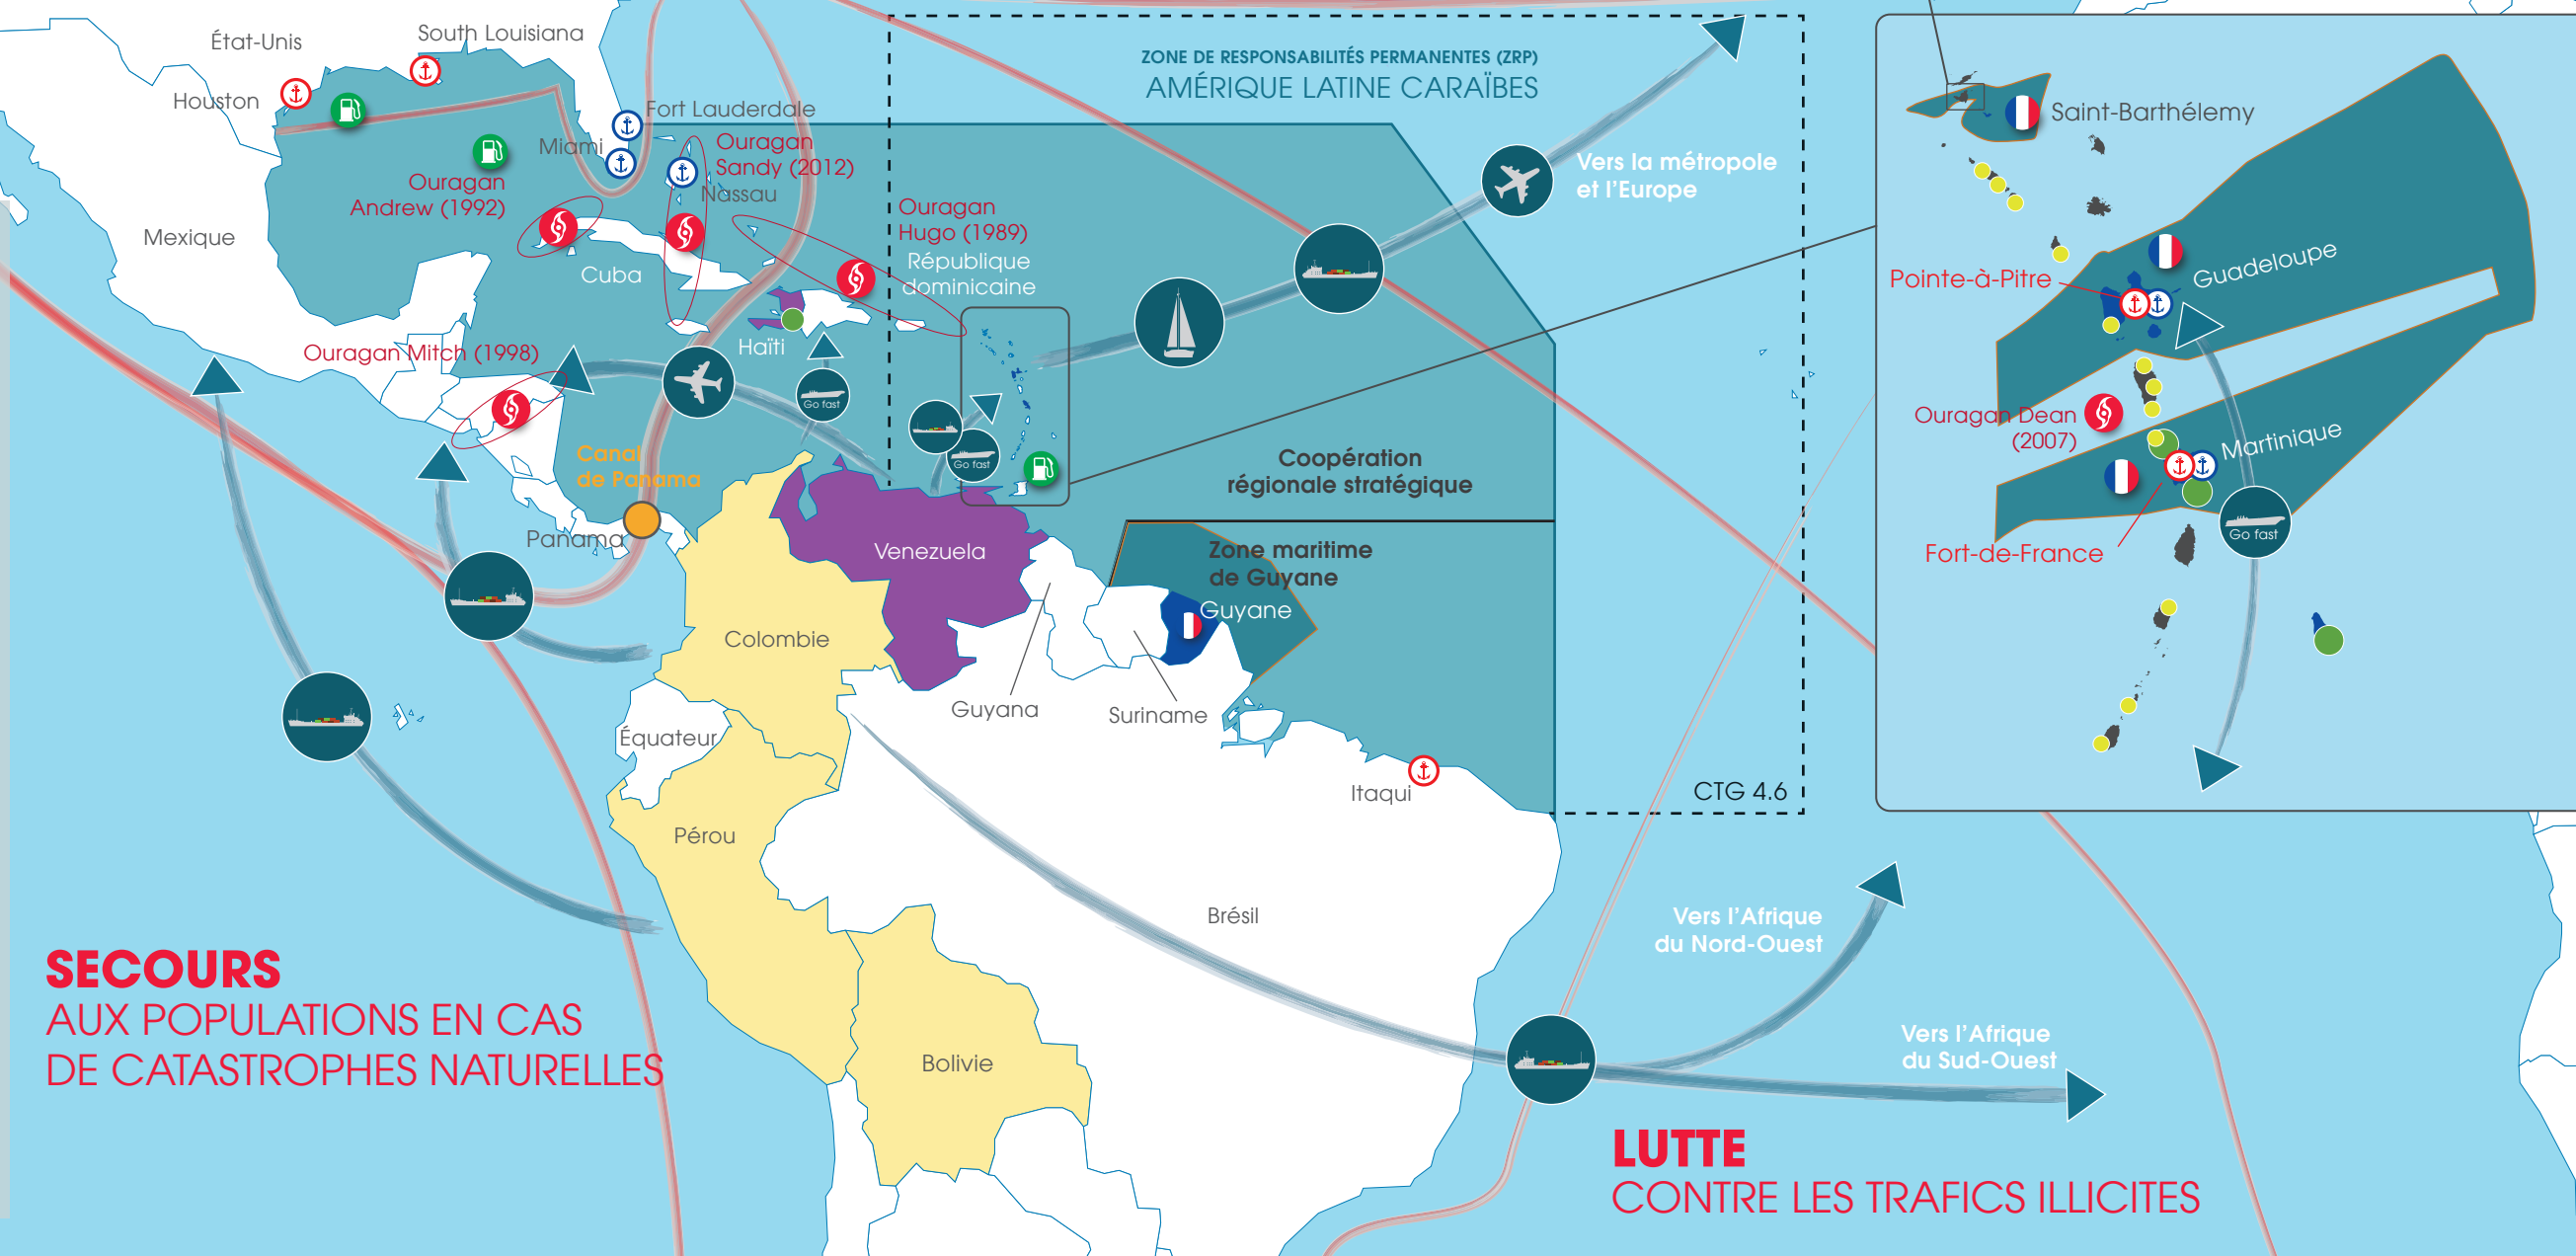 État-Unis
South Louisiana
Houston
Fort Lauderdale
Miami
Ouragan
Sandy (2012)
Nassau
Ouragan
Andrew (1992)
Mexique
Cuba
Ouragan
Hugo (1989)
République
dominicaine
Haïti
Ouragan Mitch (1998)
Go fast
Go fast
Canal
de Panama
Panama
ZONE DE RESPONSABILITÉS PERMANENTES (ZRP)
AMÉRIQUE LATINE CARAÏBES
Vers la métropole
et l'Europe
Coopération
régionale stratégique
Zone maritime
de Guyane
Guyane
Venezuela
Colombie
Guyana
Suriname
Équateur
Pérou
Itaqui
CTG 4.6
Brésil
Bolivie
Vers l'Afrique
du Nord-Ouest
Vers l'Afrique
du Sud-Ouest
Saint-Barthélemy
Guadeloupe
Pointe-à-Pitre
Ouragan Dean
(2007)
Martinique
Fort-de-France
Go fast
SECOURS
AUX POPULATIONS EN CAS
DE CATASTROPHES NATURELLES
LUTTE
CONTRE LES TRAFICS ILLICITES